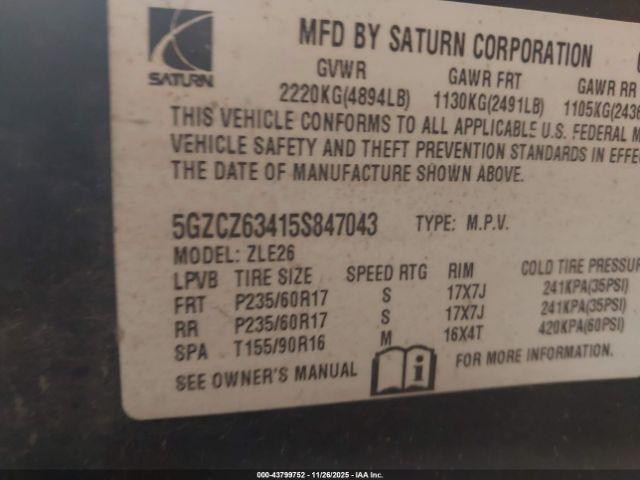 SATURN
MFD BY SATURN CORPORATION
GVWR GAWR FRT GAWR RR
2220KG(4894LB) 1130KG(2491LB) 1105KG(2436
THIS VEHICLE CONFORMS TO ALL APPLICABLE U.S. FEDERAL M
VEHICLE SAFETY AND THEFT PREVENTION STANDARDS IN EFFE
THE DATE OF MANUFACTURE SHOWN ABOVE.
5GZCZ63415S847043 TYPE: M.P.V.
MODEL: ZLE26
LPVB TIRE SIZE SPEED RTG RIM COLD TIRE PRESSUR
FRT P235/60R17 S 17X7J 241KPA(35PSI)
RR P235/60R17 S 17X7J 241KPA(35PSI)
SPA T155/90R16 M 16X4T 420KPA(60PSI)
SEE OWNER'S MANUAL FOR MORE INFORMATION.
000-43799752 - 11/26/2025 - IAA Inc.